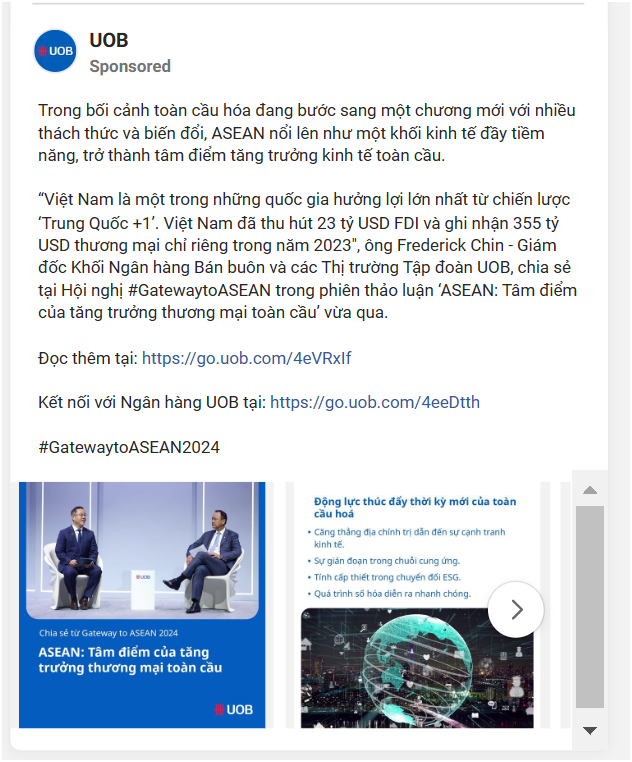 UOB
UOB
Sponsored
Trong bối cảnh toàn cầu hóa đang bước sang một chương mới với nhiều
thách thức và biến đổi, ASEAN nổi lên như một khối kinh tế đầy tiềm
năng, trở thành tâm điểm tăng trưởng kinh tế toàn cầu.
“Việt Nam là một trong những quốc gia hưởng lợi lớn nhất từ chiến lược
‘Trung Quốc +1’. Việt Nam đã thu hút 23 tỷ USD FDI và ghi nhận 355 tỷ
USD thương mại chỉ riêng trong năm 2023", ông Frederick Chin - Giám
đốc Khối Ngân hàng Bán buôn và các Thị trường Tập đoàn UOB, chia sẻ
tại Hội nghị #GatewaytoASEAN trong phiên thảo luận ‘ASEAN: Tâm điểm
của tăng trưởng thương mại toàn cầu’ vừa qua.
Đọc thêm tại: https://go.uob.com/4eVRxIf
Kết nối với Ngân hàng UOB tại: https://go.uob.com/4eeDtth
#GatewaytoASEAN2024
UOB
Chia sẻ từ Gateway to ASEAN 2024
ASEAN: Tâm điểm của tăng
trưởng thương mại toàn cầu
UOB
Động lực thúc đẩy thời kỳ mới của toàn
cầu hoá
• Căng thẳng địa chính trị dẫn đến sự cạnh tranh
kinh tế.
• Sự gián đoạn trong chuỗi cung ứng.
• Tính cấp thiết trong chuyển đổi ESG.
• Quá trình số hóa diễn ra nhanh chóng.